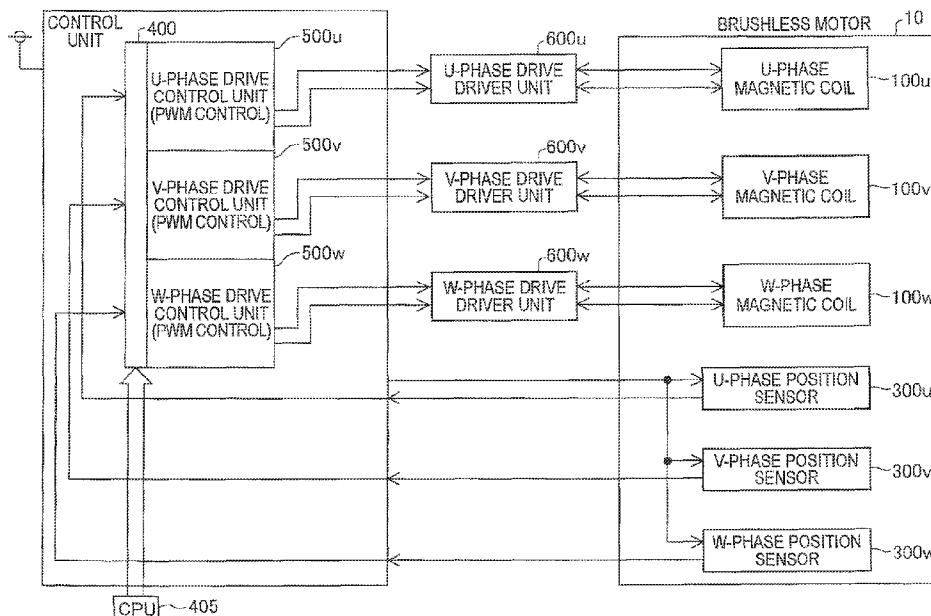 CONTROL
UNIT
400
500u
U-PHASE DRIVE
CONTROL UNIT
(PWM CONTROL)
500v
V-PHASE DRIVE
CONTROL UNIT
(PWM CONTROL)
500w
W-PHASE DRIVE
CONTROL UNIT
(PWM CONTROL)
600u
U-PHASE DRIVE
DRIVER UNIT
600v
V-PHASE DRIVE
DRIVER UNIT
600w
W-PHASE DRIVE
DRIVER UNIT
BRUSHLESS MOTOR
10
U-PHASE
MAGNETIC COIL
100u
V-PHASE
MAGNETIC COIL
100v
W-PHASE
MAGNETIC COIL
100w
U-PHASE POSITION
SENSOR
300u
V-PHASE POSITION
SENSOR
300v
W-PHASE POSITION
SENSOR
300w
CPU
405